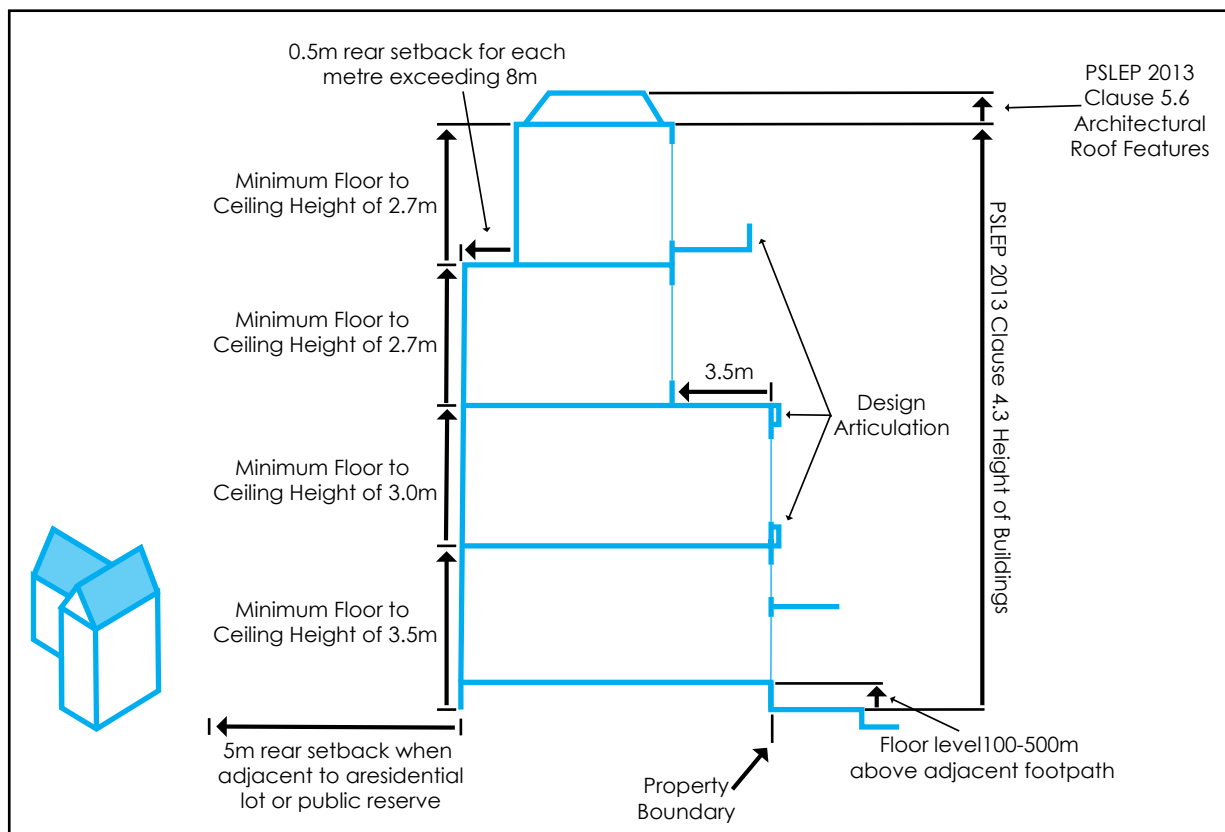 0.5m rear setback for each
metre exceeding 8m
PSLEP 2013
Clause 5.6
Architectural
Roof Features
Minimum Floor to
Ceiling Height of 2.7m
Minimum Floor to
Ceiling Height of 2.7m
3.5m
Design
Articulation
PSLEP 2013 Clause 4.3 Height of Buildings
Minimum Floor to
Ceiling Height of 3.0m
Minimum Floor to
Ceiling Height of 3.5m
5m rear setback when
adjacent to aresidential
lot or public reserve
Property
Boundary
Floor level100-500m
above adjacent footpath